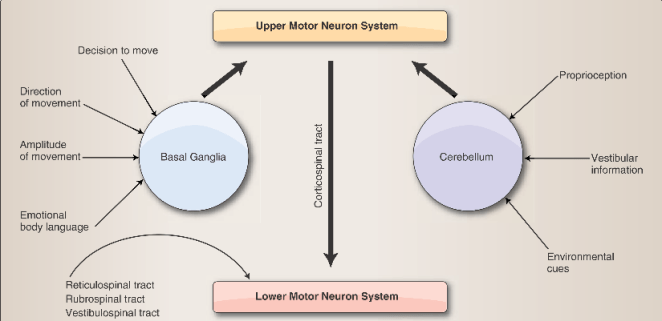 Upper Motor Neuron System
Decision to move
Direction
of movement
Amplitude
of movement
Emotional
body language
Basal Ganglia
Corticospinal tract
Cerebellum
Proprioception
Vestibular
information
Environmental
cues
Reticulospinal tract
Rubrospinal tract
Vestibulospinal tract
Lower Motor Neuron System